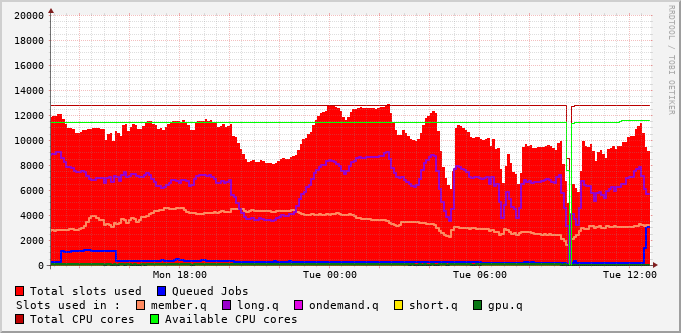 RRDTOOL / TOBI OETIKER
20000
18000
16000
14000
12000
10000
8000
6000
4000
2000
0
Mon 18:00 Tue 00:00 Tue 06:00 Tue 12:00
Total slots used Queued Jobs
Slots used in : member.q long.q ondemand.q short.q gpu.q
Total CPU cores Available CPU cores